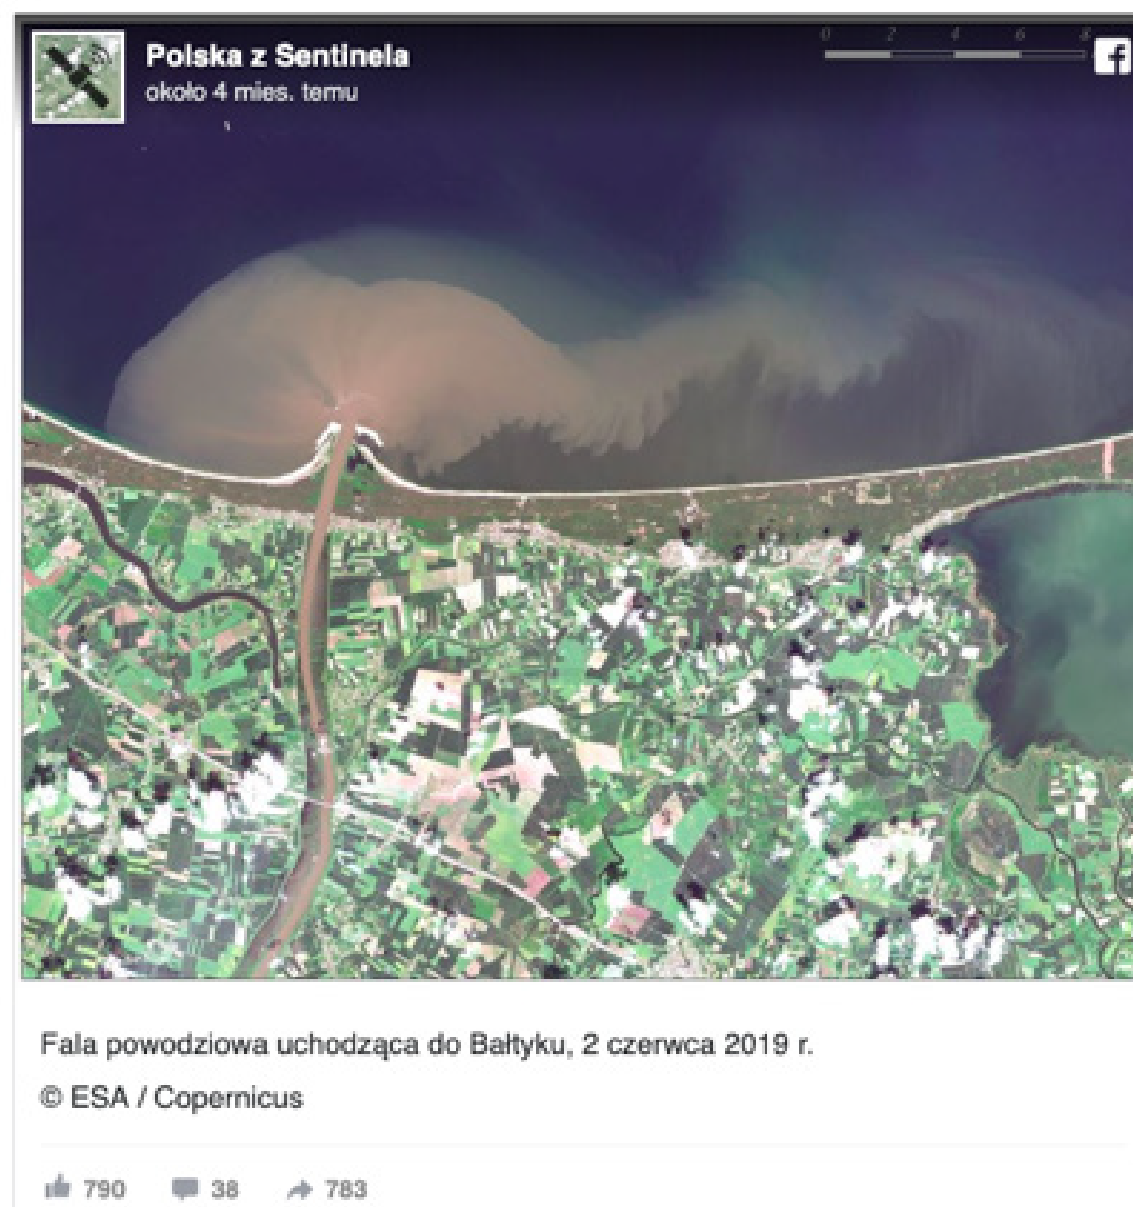 Polska z Sentinela
około 4 mies. temu
0 2 4 6 8
Fala powodziowa uchodząca do Bałtyku, 2 czerwca 2019 r.
© ESA / Copernicus
790 38 783